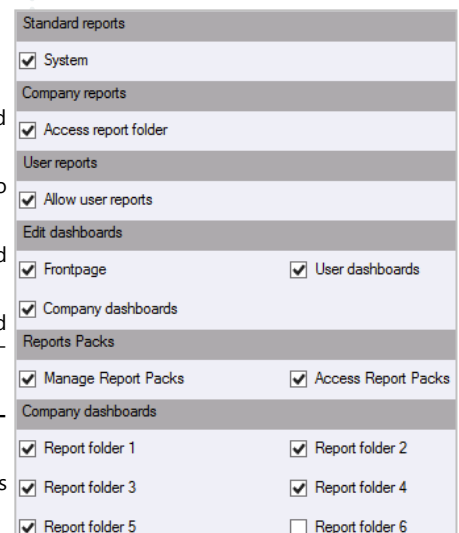 Standard reports
System
Company reports
Access report folder
User reports
Allow user reports
Edit dashboards
Frontpage User dashboards
Company dashboards
Reports Packs
Manage Report Packs Access Report Packs
Company dashboards
Report folder 1 Report folder 2
Report folder 3 Report folder 4
Report folder 5 Report folder 6